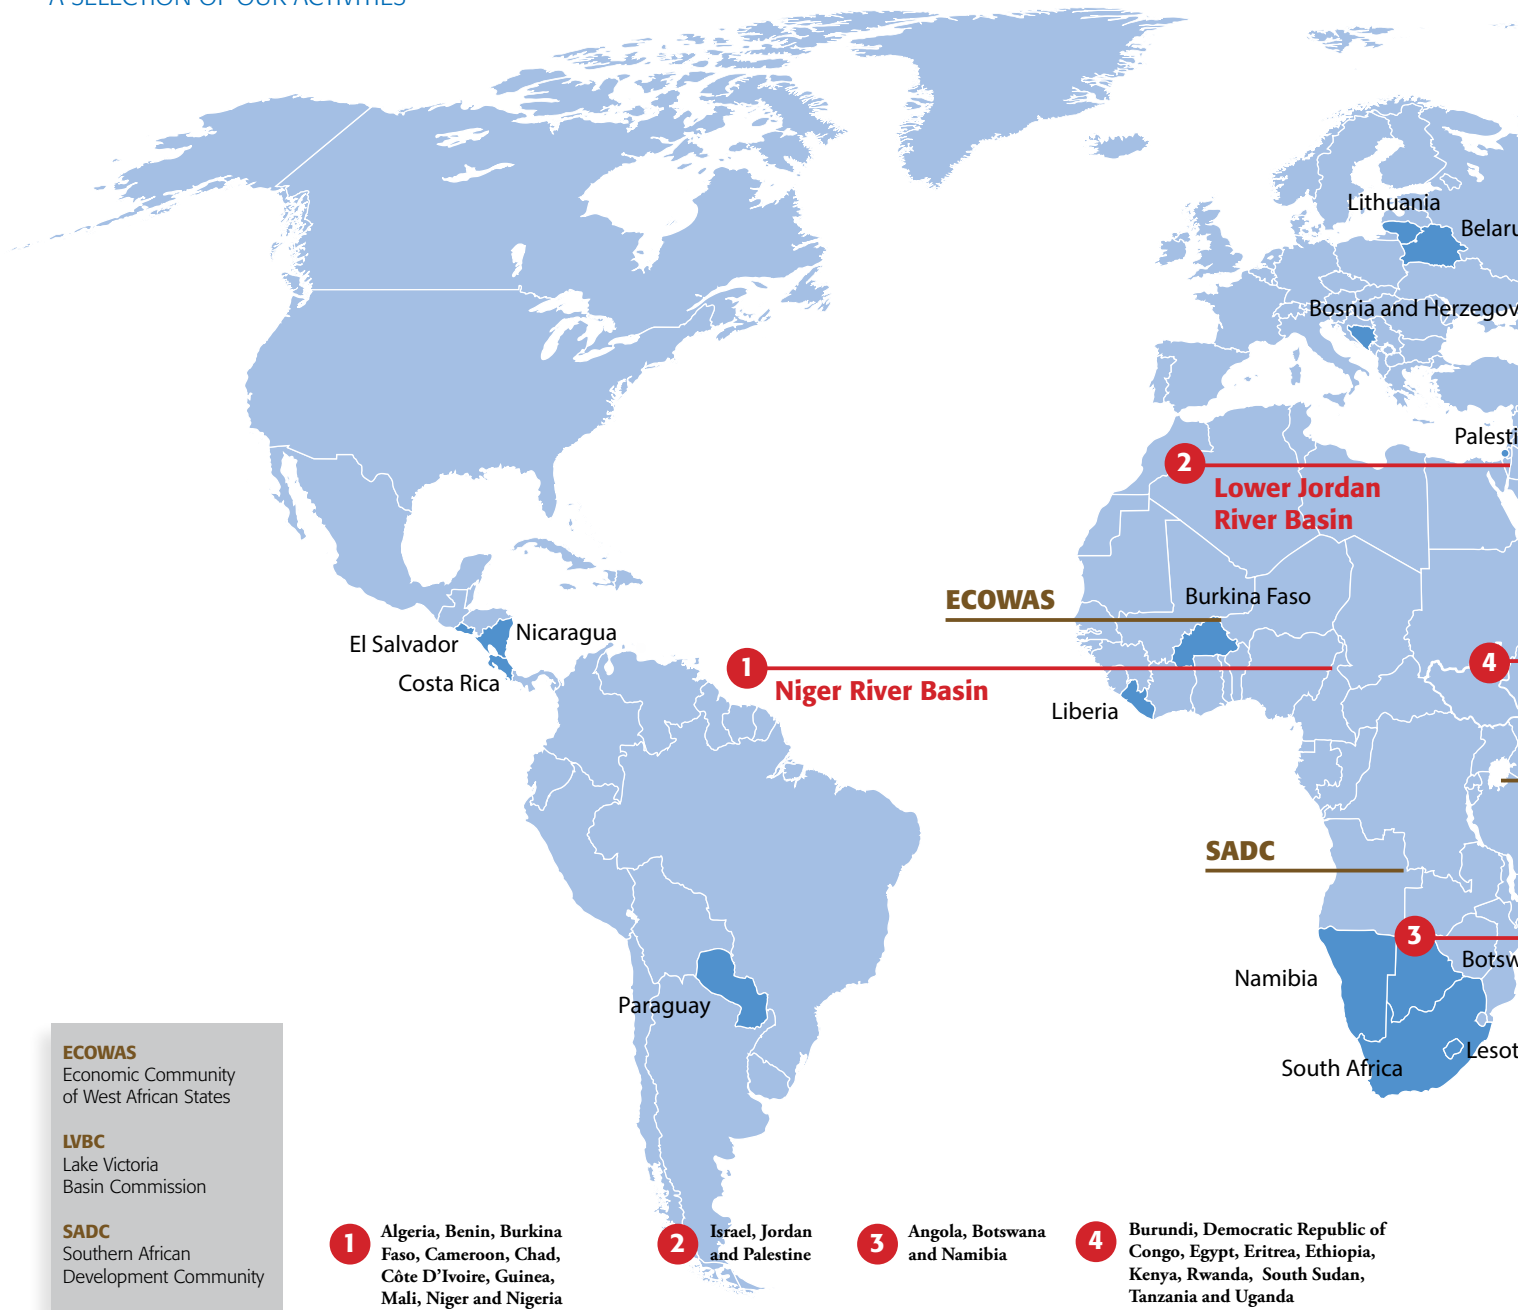 A SELECTION OF OUR ACTIVITIES
Lithuania
Belaru
Bosnia and Herzegov
Palesti
2
Lower Jordan
River Basin
ECOWAS
Burkina Faso
El Salvador
Nicaragua
Costa Rica
1
Niger River Basin
4
Liberia
SADC
3
Botsw
Namibia
Paraguay
South Africa
Lesot
ECOWAS
Economic Community
of West African States
LVBC
Lake Victoria
Basin Commission
SADC
Southern African
Development Community
1
Algeria, Benin, Burkina
Faso, Cameroon, Chad,
Côte D’Ivoire, Guinea,
Mali, Niger and Nigeria
2
Israel, Jordan
and Palestine
3
Angola, Botswana
and Namibia
4
Burundi, Democratic Republic of
Congo, Egypt, Eritrea, Ethiopia,
Kenya, Rwanda, South Sudan,
Tanzania and Uganda